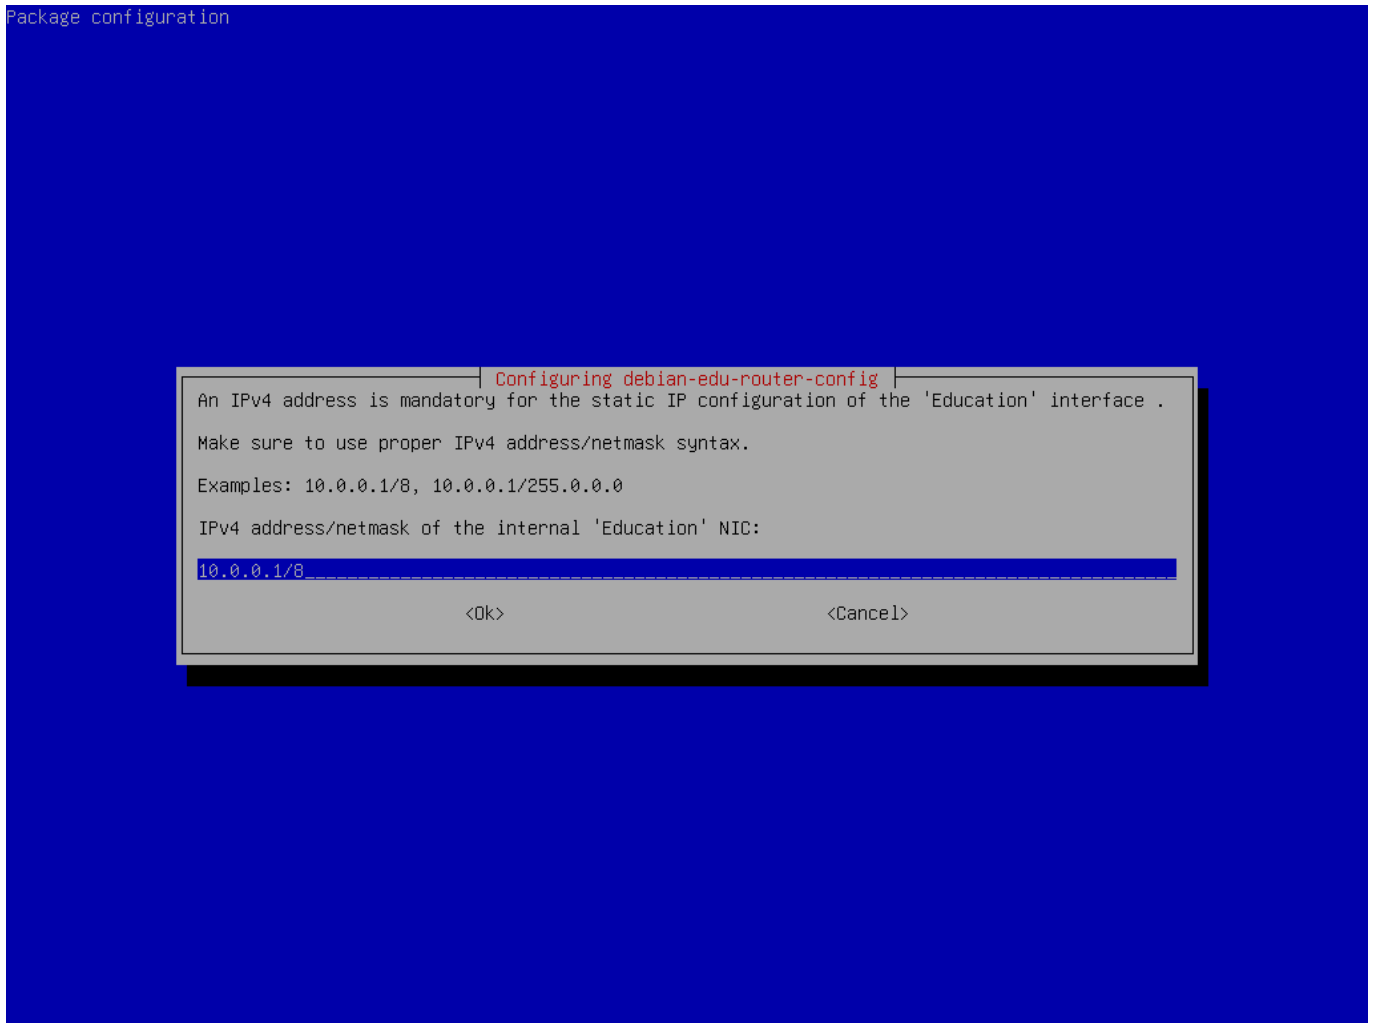 Package configuration
Configuring debian-edu-router-config
An IPv4 address is mandatory for the static IP configuration of the 'Education' interface .
Make sure to use proper IPv4 address/netmask syntax.
Examples: 10.0.0.1/8, 10.0.0.1/255.0.0.0
IPv4 address/netmask of the internal 'Education' NIC:
10.0.0.1/8
<Ok> <Cancel>